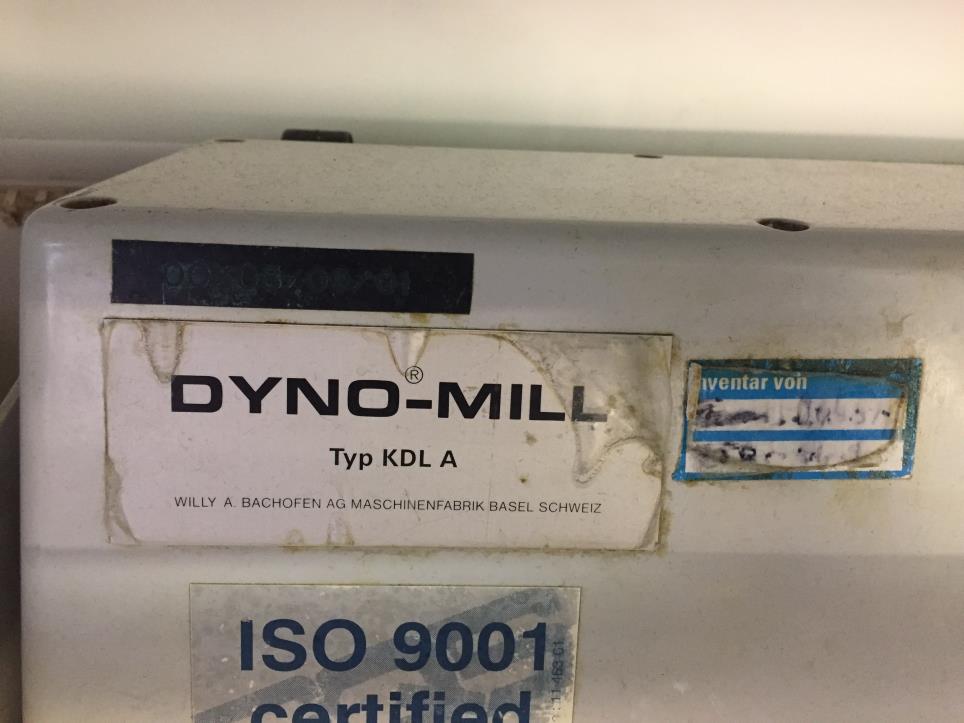 DYNO-MILL®
Typ KDL A
WILLY A. BACHOFEN AG MASCHINENFABRIK BASEL SCHWEIZ
nventar von
ISO 9001
certified